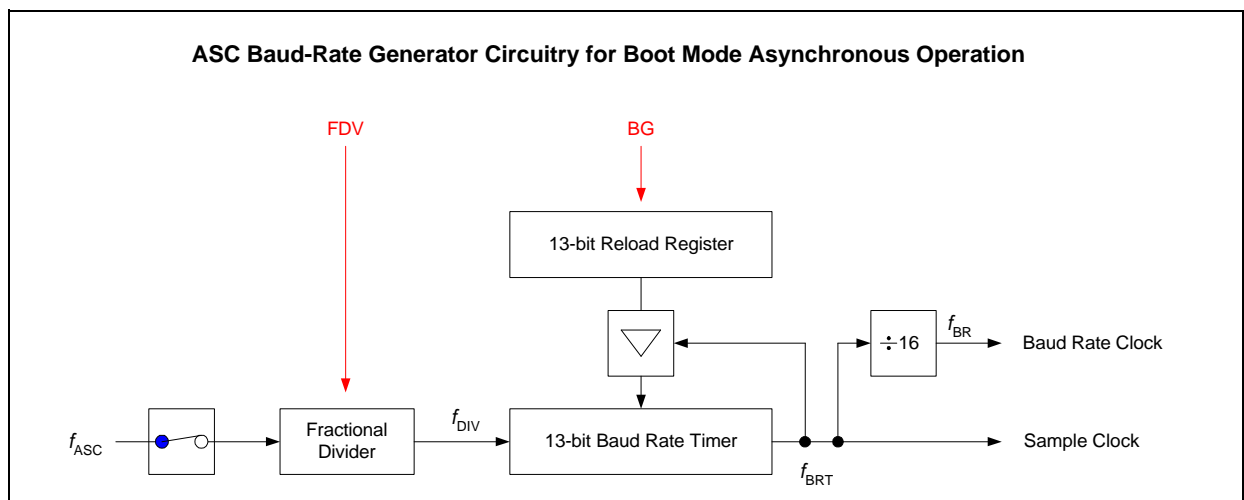 ASC Baud-Rate Generator Circuitry for Boot Mode Asynchronous Operation
FDV
BG
13-bit Reload Register
÷16
fBR
Baud Rate Clock
fASC
Fractional
Divider
fDIV
13-bit Baud Rate Timer
fBRT
Sample Clock